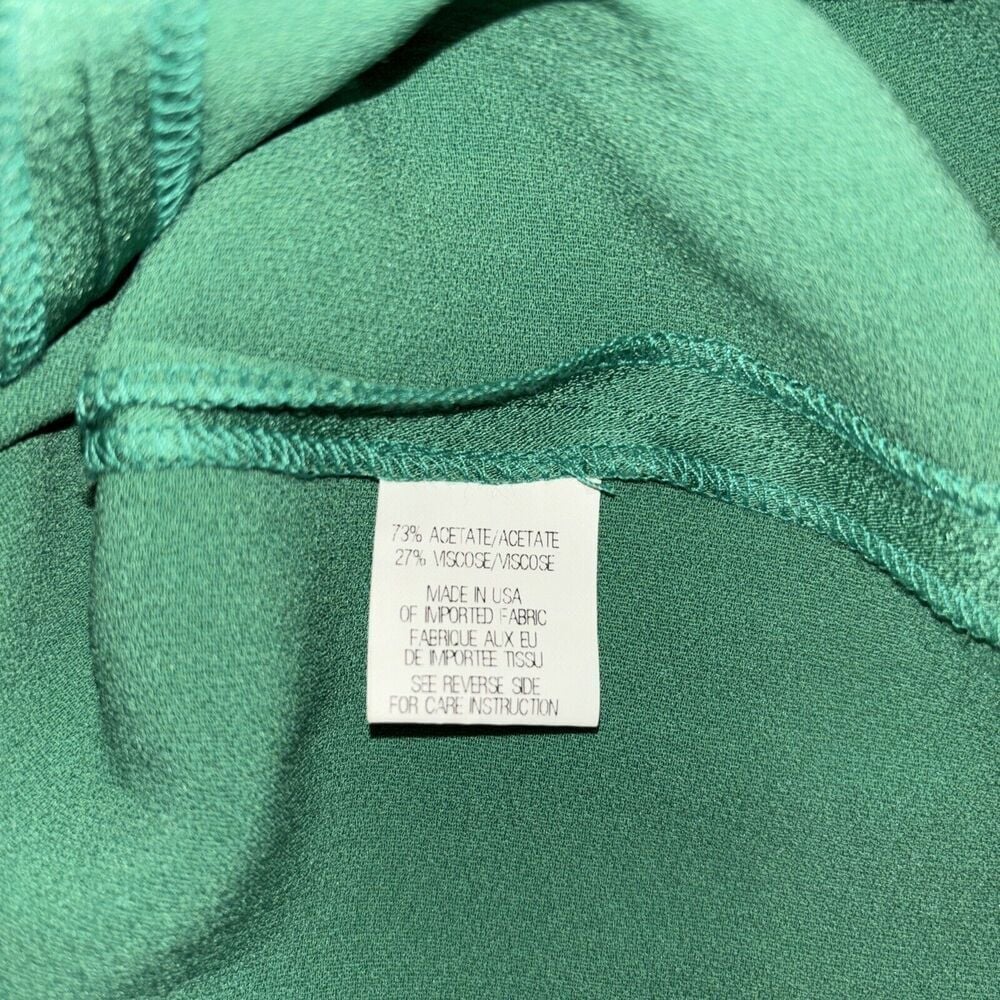 73% ACETATE/ACETATE
27% VISCOSE/VISCOSE
MADE IN USA
OF IMPORTED FABRIC
FABRIQUE AUX EU
DE IMPORTEE TISSU
SEE REVERSE SIDE
FOR CARE INSTRUCTION